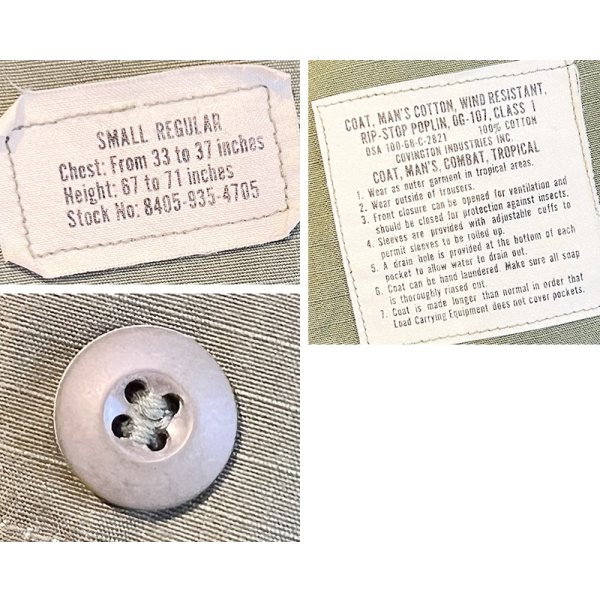 SMALL REGULAR
Chest: From 33 to 37 inches
Height: 67 to 71 inches
Stock No: 8405-935-4705
COAT, MAN'S COTTON, WIND RESISTANT,
RIP-STOP POPLIN, OG-107, CLASS 1
DSA 100-68-C-2821 100% COTTON
COVINGTON INDUSTRIES INC.
COAT, MAN'S, COMBAT, TROPICAL
1. Wear as outer garment in tropical areas.
2. Wear outside of trousers.
3. Front closure can be opened for ventilation and
should be closed for protection against insects.
4. Sleeves are provided with adjustable cuffs to
permit sleeves to be rolled up.
5. A drain hole is provided at the bottom of each
pocket to allow water to drain out.
6. Coat can be hand laundered. Make sure all soap
is thoroughly rinsed out.
7. Coat is made longer than normal in order that
Load Carrying Equipment does not cover pockets.